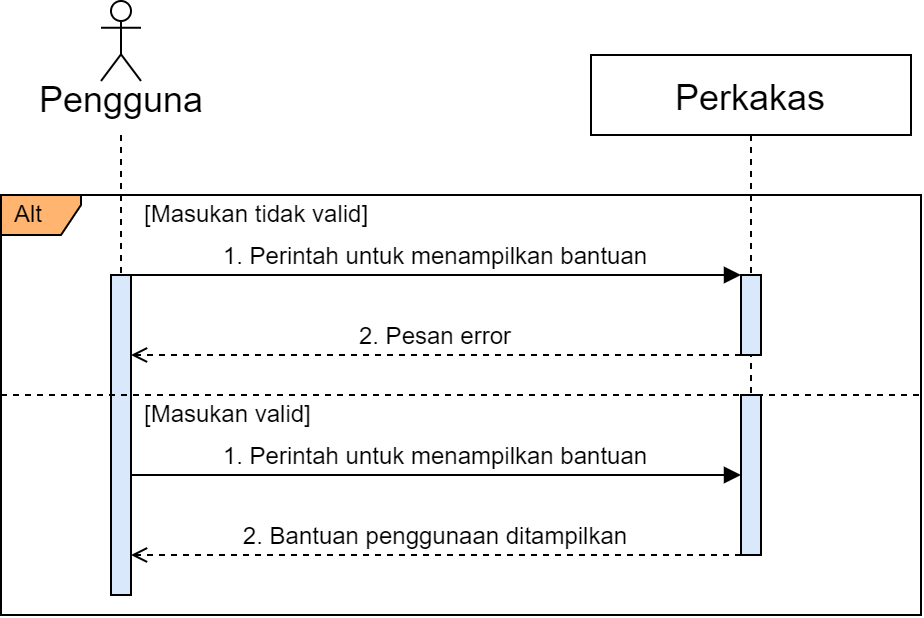 Pengguna
Perkakas
Alt
[Masukan tidak valid]
1. Perintah untuk menampilkan bantuan
2. Pesan error
[Masukan valid]
1. Perintah untuk menampilkan bantuan
2. Bantuan penggunaan ditampilkan